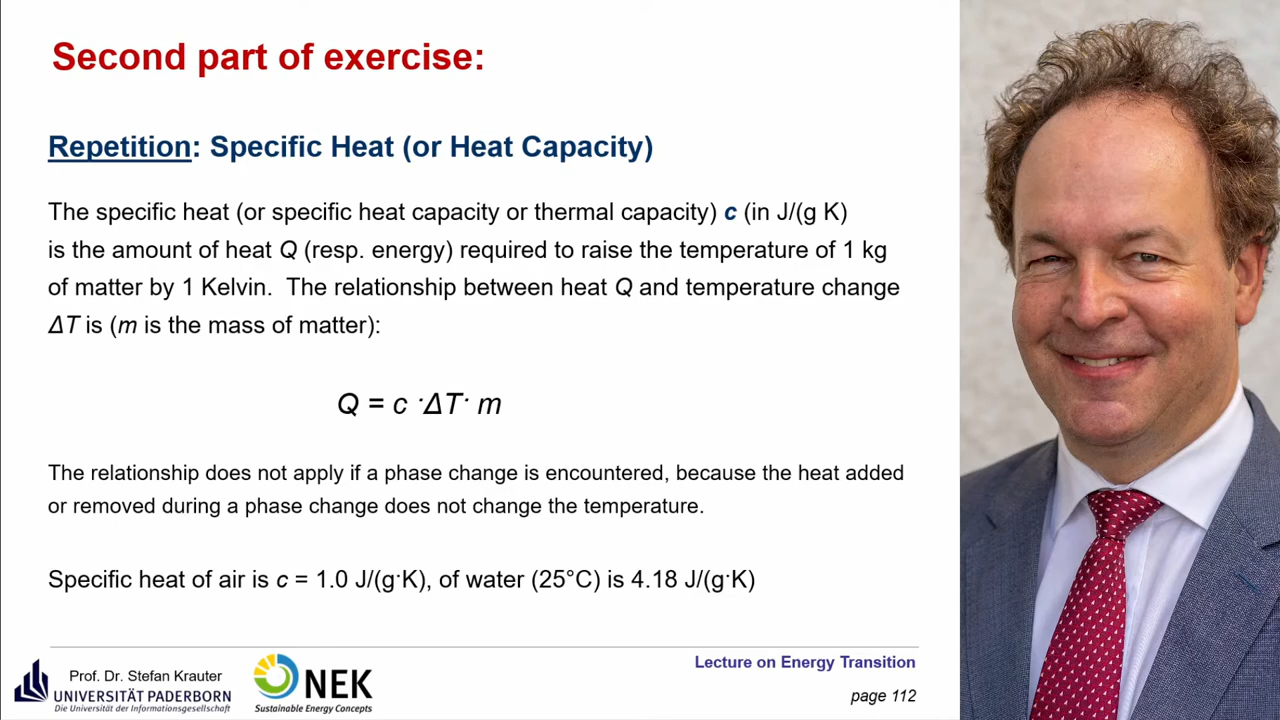 Second part of exercise:
Repetition: Specific Heat (or Heat Capacity)
The specific heat (or specific heat capacity or thermal capacity) c (in J/(g K)
is the amount of heat Q (resp. energy) required to raise the temperature of 1 kg
of matter by 1 Kelvin. The relationship between heat Q and temperature change
ΔT is (m is the mass of matter):
Q = c ·ΔT· m
The relationship does not apply if a phase change is encountered, because the heat added
or removed during a phase change does not change the temperature.
Specific heat of air is c = 1.0 J/(g·K), of water (25°C) is 4.18 J/(g·K)
Prof. Dr. Stefan Krauter
UNIVERSITÄT PADERBORN
Die Universität der Informationsgesellschaft
NEK
Sustainable Energy Concepts
Lecture on Energy Transition
page 112